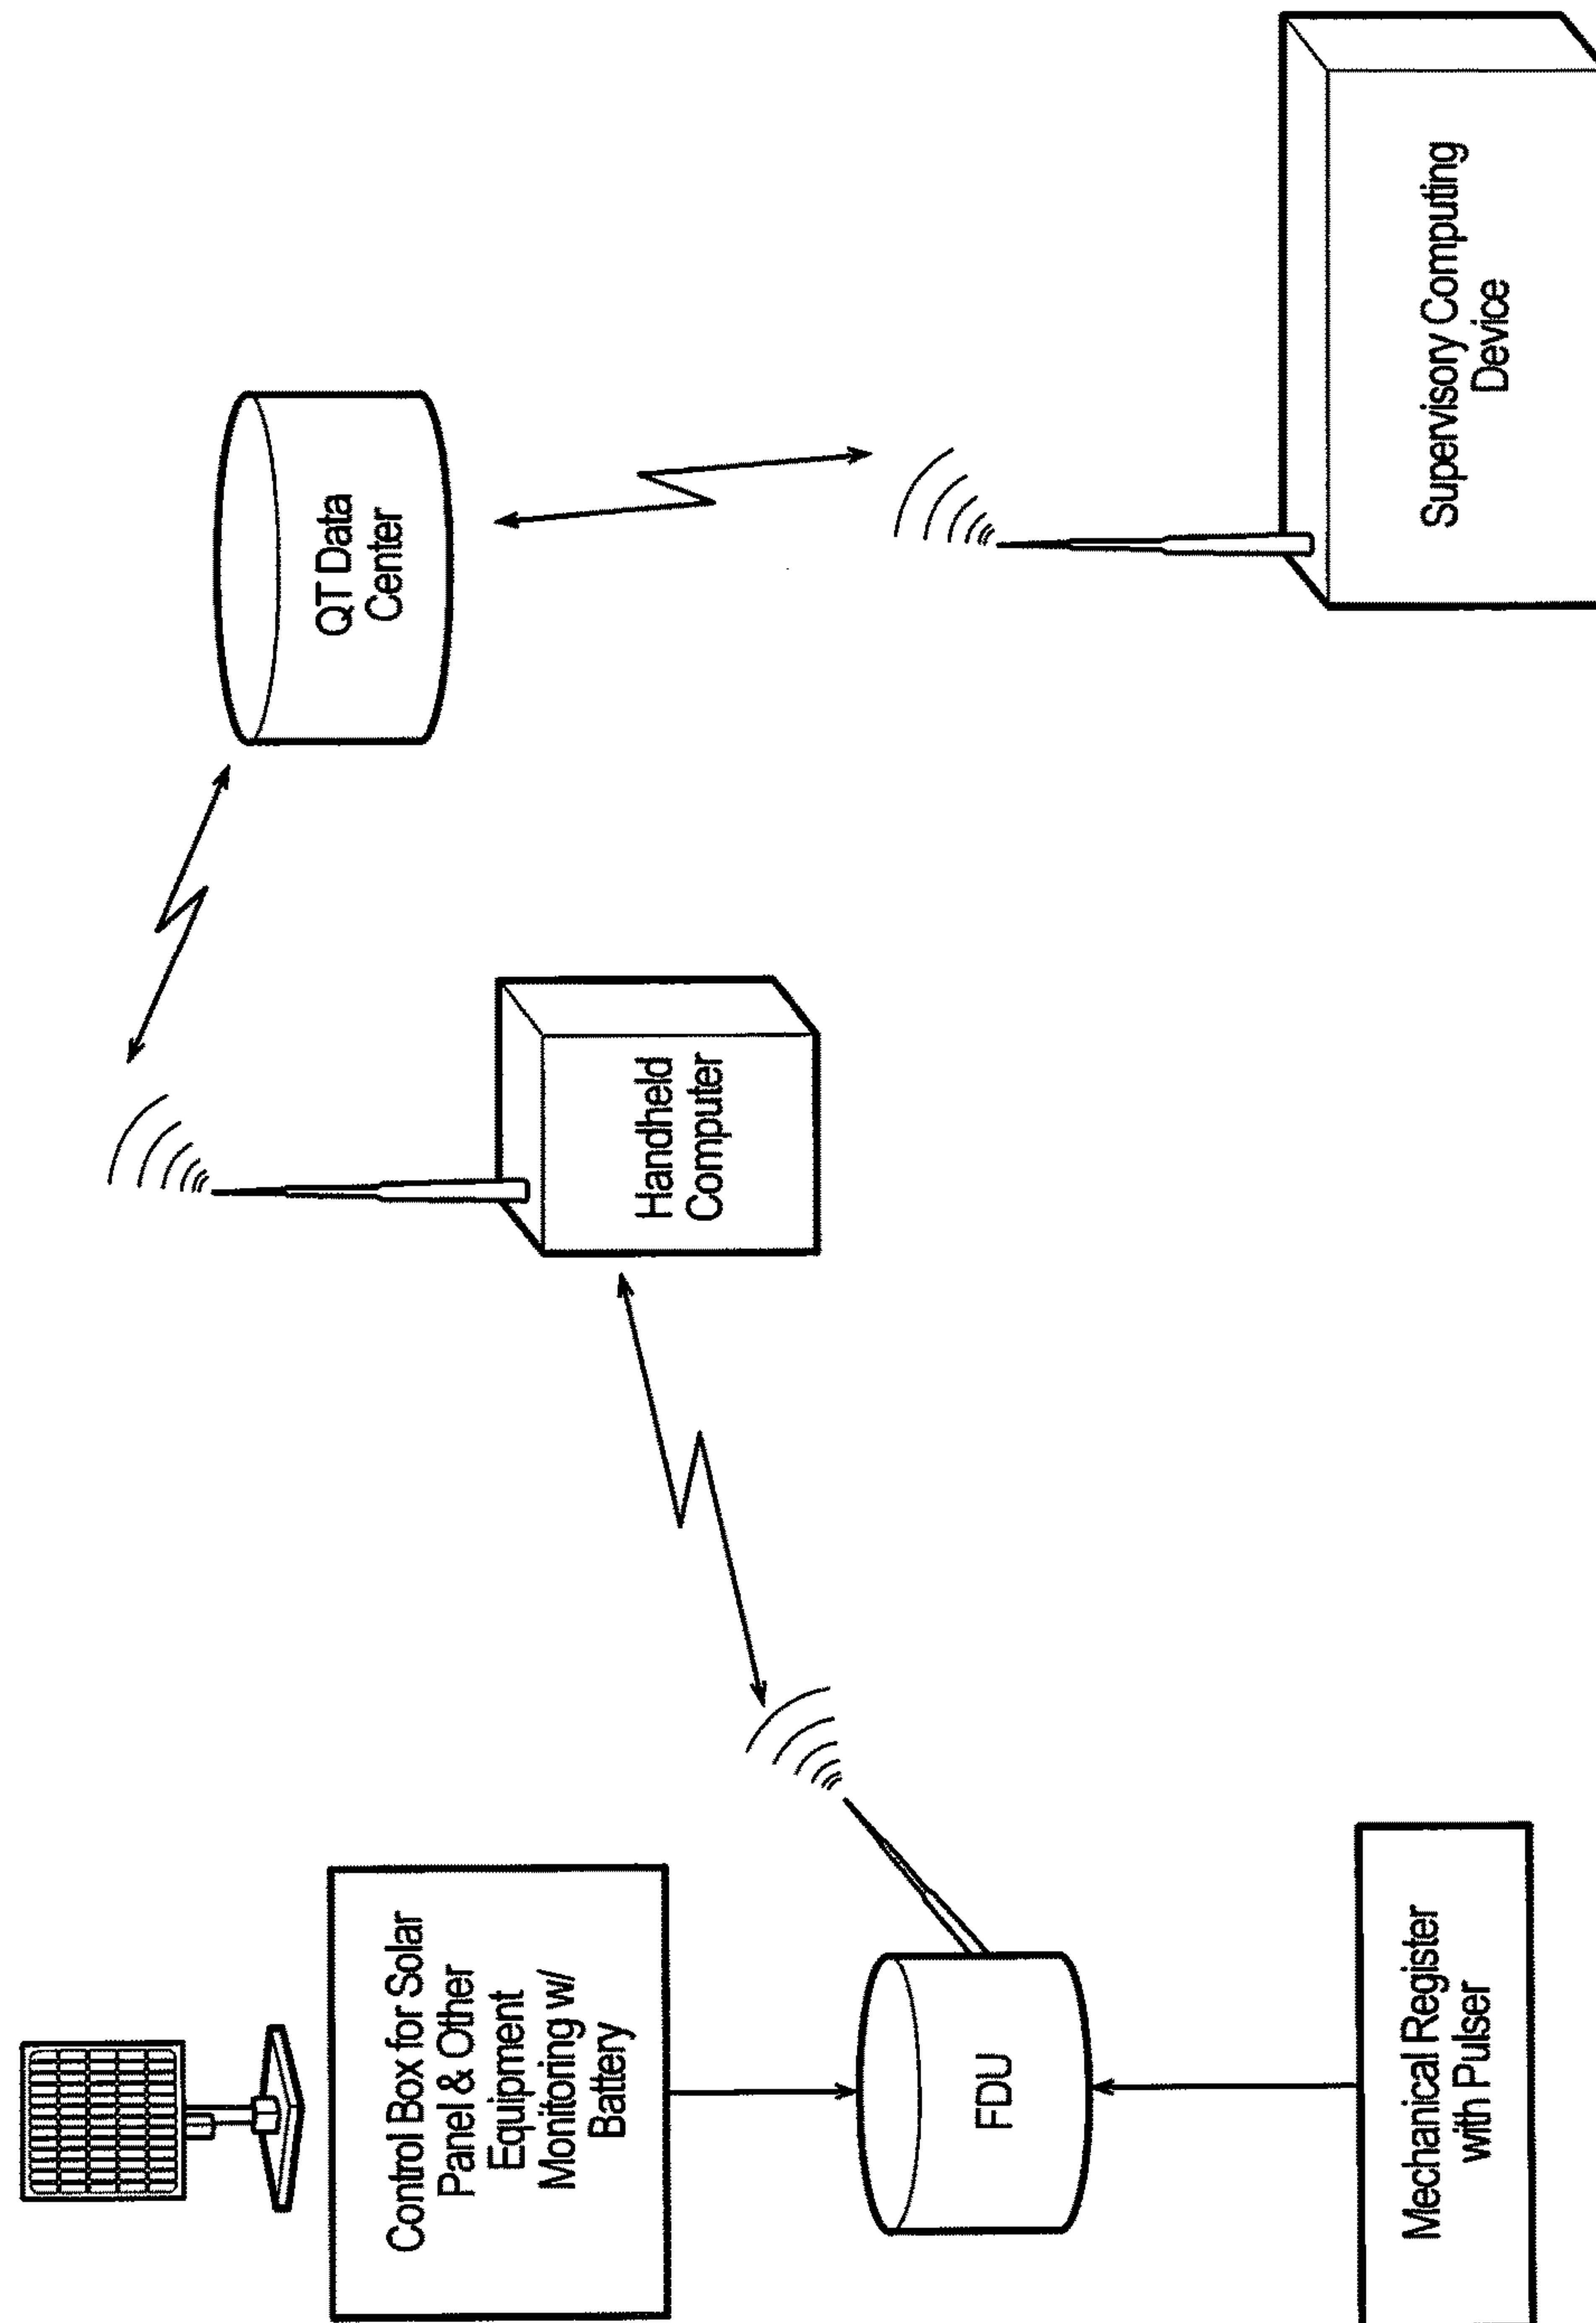 Control Box for Solar
Panel & Other
Equipment
Monitoring w/
Battery
FDU
Mechanical Register
with Pulser
Handheld
Computer
QT Data
Center
Supervisory Computing
Device